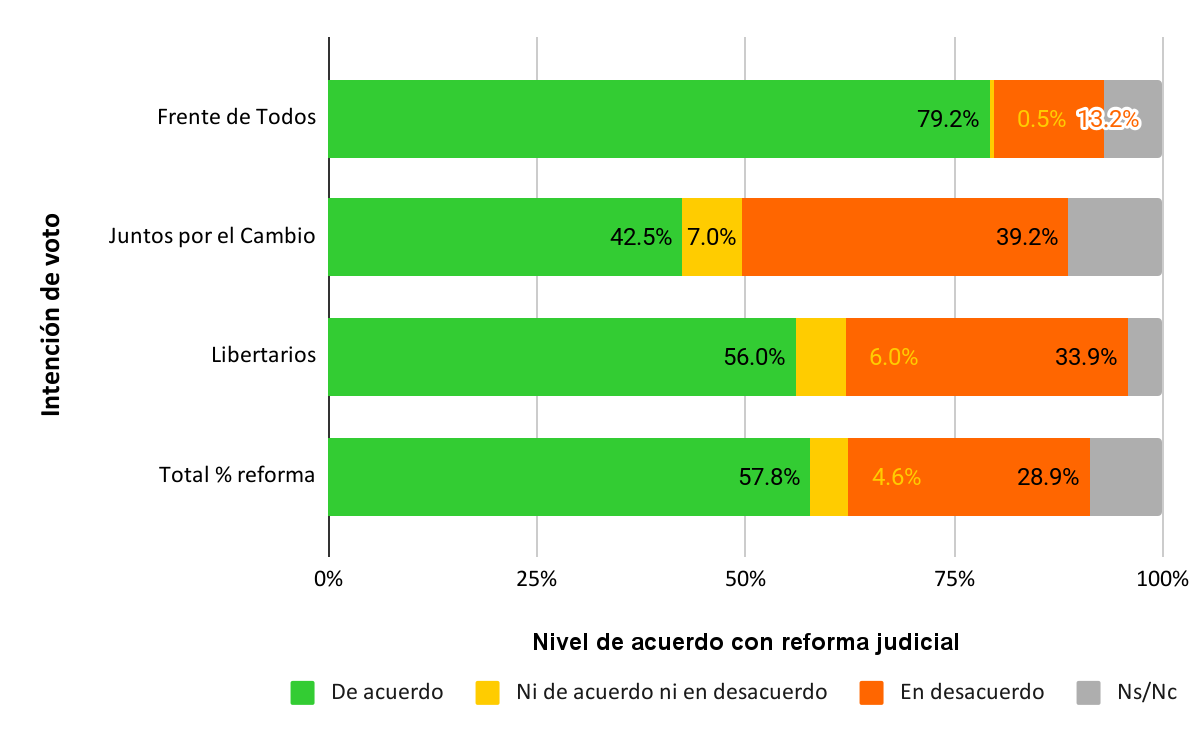 Intención de voto
Frente de Todos
79.2% 0.5% 13.2%
Juntos por el Cambio
42.5% 7.0% 39.2%
Libertarios
56.0% 6.0% 33.9%
Total % reforma
57.8% 4.6% 28.9%
0% 25% 50% 75% 100%
Nivel de acuerdo con reforma judicial
De acuerdo Ni de acuerdo ni en desacuerdo En desacuerdo Ns/Nc